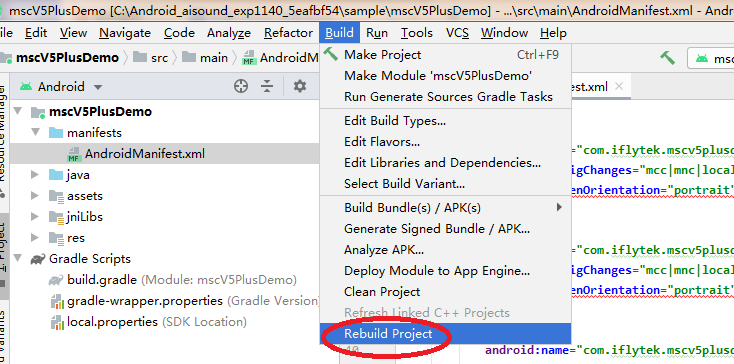 mscV5PlusDemo [C:\Android_aisound_exp1140_5eafbf54\sample\mscV5PlusDemo] - ...\src\main\AndroidManifest.xml - Andr
File Edit View Navigate Code Analyze Refactor Build Run Tools VCS Window Help
mscV5PlusDemo src main AndroidM
Android
mscV5PlusDemo
manifests
AndroidManifest.xml
java
assets
jniLibs
res
Gradle Scripts
build.gradle (Module: mscV5PlusDemo)
gradle-wrapper.properties (Gradle Version)
local.properties (SDK Location)
Resource Manager
1: Project
Make Project Ctrl+F9
Make Module 'mscV5PlusDemo'
Run Generate Sources Gradle Tasks
Edit Build Types...
Edit Flavors...
Edit Libraries and Dependencies...
Select Build Variant...
Build Bundle(s) / APK(s)
Generate Signed Bundle / APK...
Analyze APK...
Deploy Module to App Engine...
Clean Project
Refresh Linked C++ Projects
Rebuild Project
ms
est.xml
="com.iflytek.mscv5plusd
igChanges="mcc|mnc|local
enOrientation="portrait"
="com.iflytek.mscv5plusd
igChanges="mcc|mnc|loca
enOrientation="portrait"
android:name="com.iflytek.mscv5plusd